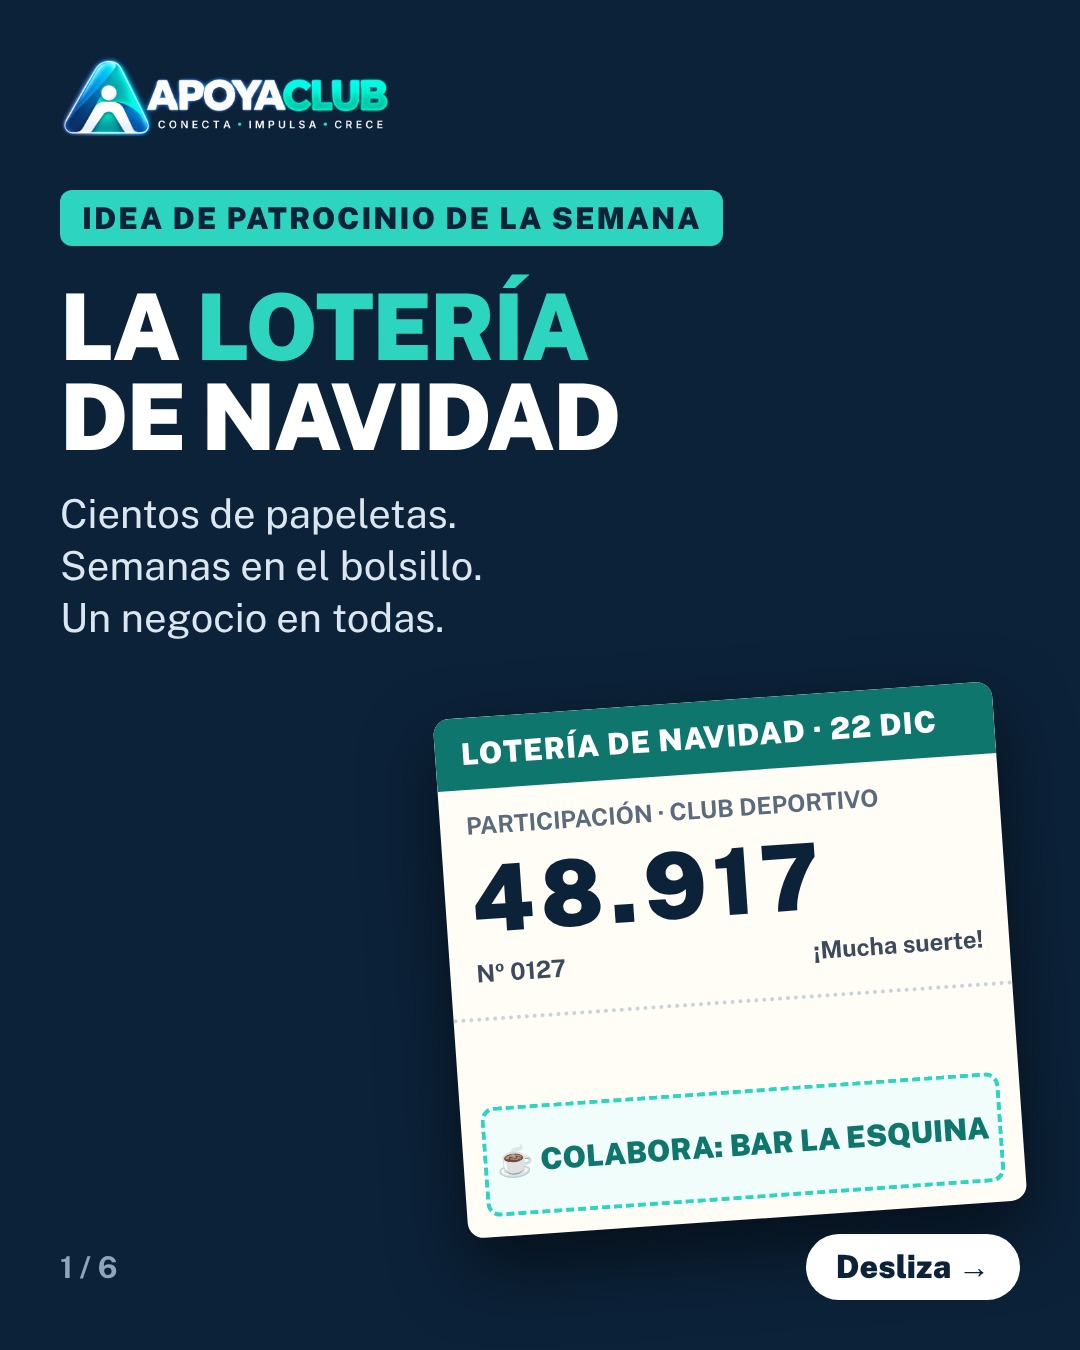 APOYACLUB
CONECTA • IMPULSA • CRECE
IDEA DE PATROCINIO DE LA SEMANA
LA LOTERÍA
DE NAVIDAD
Cientos de papeletas.
Semanas en el bolsillo.
Un negocio en todas.
LOTERÍA DE NAVIDAD · 22 DIC
PARTICIPACIÓN · CLUB DEPORTIVO
48.917
Nº 0127
¡Mucha suerte!
☕ COLABORA: BAR LA ESQUINA
1 / 6
Desliza →